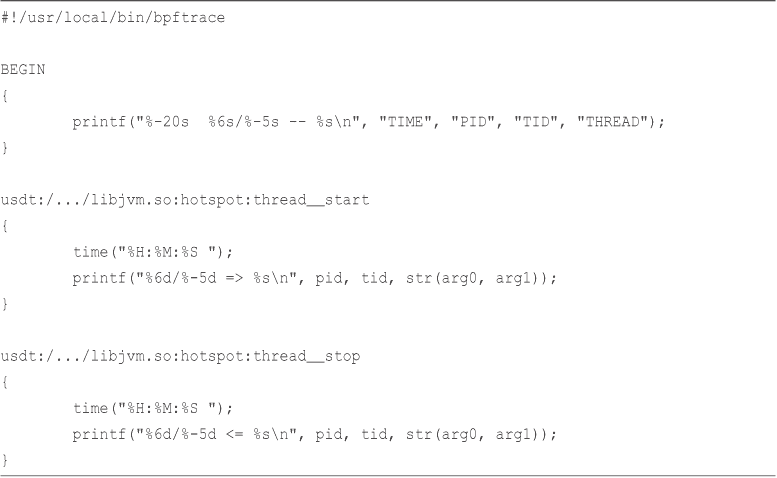 #!/usr/local/bin/bpftrace

BEGIN
{
        printf("%-20s  %6s/%-5s -- %s\n", "TIME", "PID", "TID", "THREAD");
}

usdt:/.../libjvm.so:hotspot:thread__start
{
        time("%H:%M:%S ");
        printf("%6d/%-5d => %s\n", pid, tid, str(arg0, arg1));
}

usdt:/.../libjvm.so:hotspot:thread__stop
{
        time("%H:%M:%S ");
        printf("%6d/%-5d <= %s\n", pid, tid, str(arg0, arg1));
}